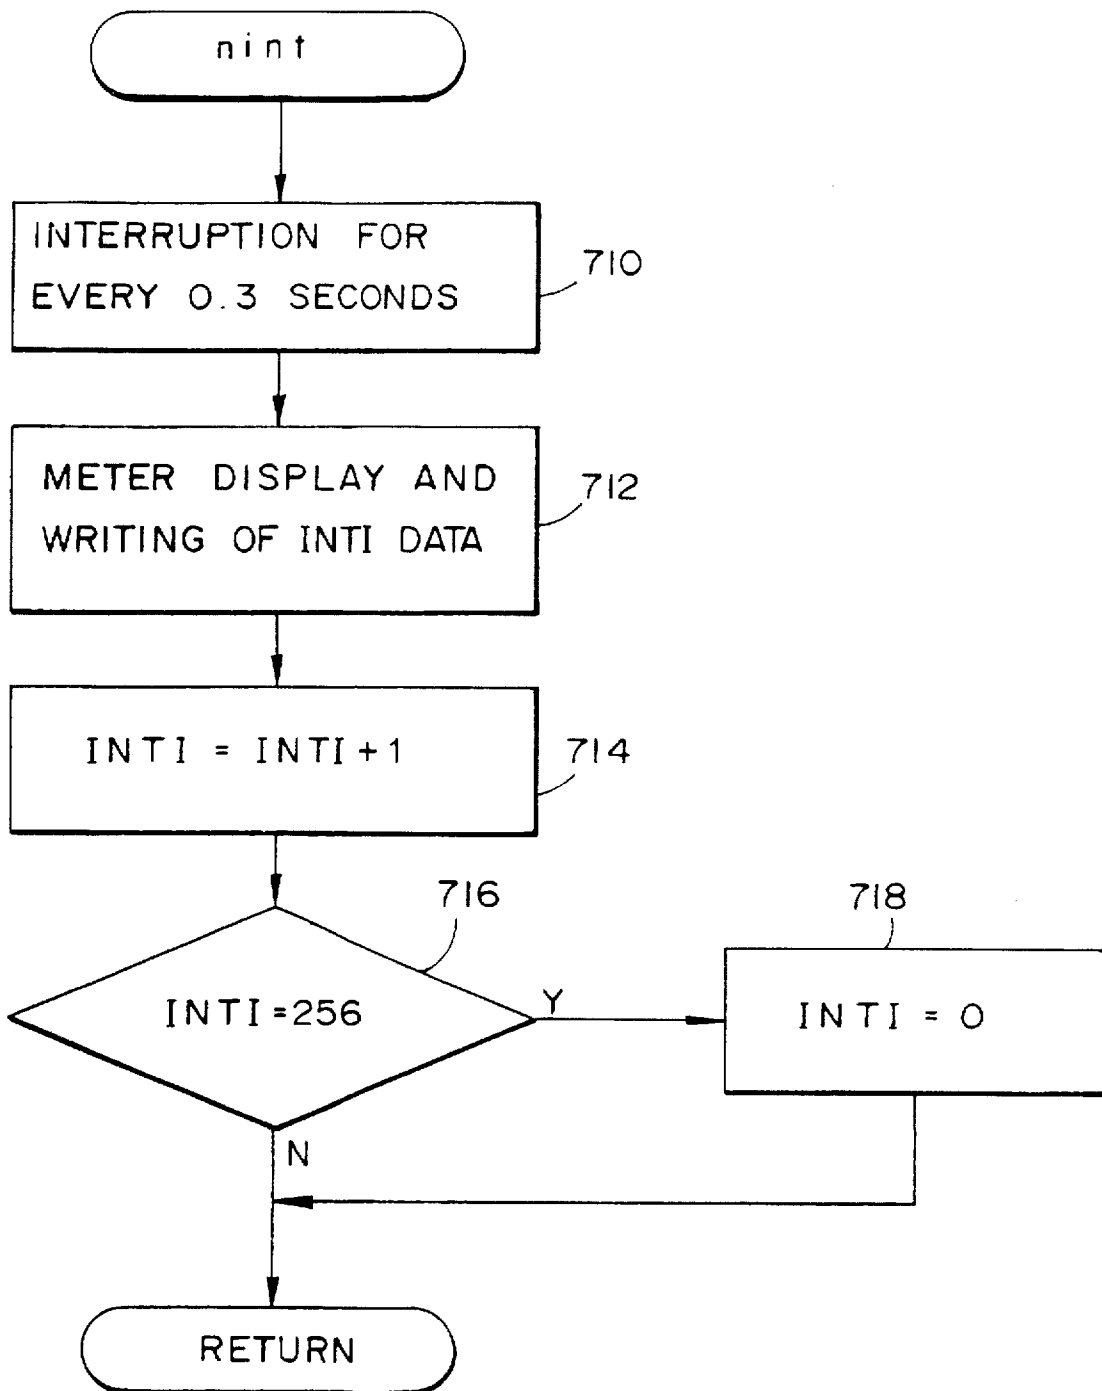 nint
INTERRUPTION FOR
EVERY 0.3 SECONDS
710
METER DISPLAY AND
WRITING OF INTI DATA
712
INTI = INTI+1
714
716
718
INTI=256
Y
INTI = 0
N
RETURN